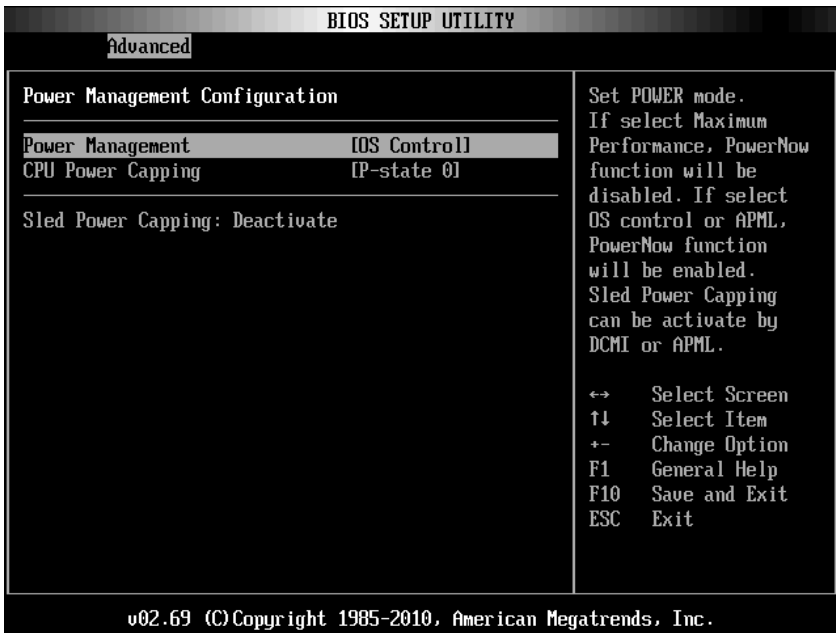 BIOS SETUP UTILITY
Advanced
Power Management Configuration
Power Management [OS Control]
CPU Power Capping [P-state 0]
Sled Power Capping: Deactivate
Set POWER mode.
If select Maximum
Performance, PowerNow
function will be
disabled. If select
OS control or APML,
PowerNow function
will be enabled.
Sled Power Capping
can be activate by
DCMI or APML.
↔ Select Screen
↑↓ Select Item
+- Change Option
F1 General Help
F10 Save and Exit
ESC Exit
v02.69 (C)Copyright 1985-2010, American Megatrends, Inc.